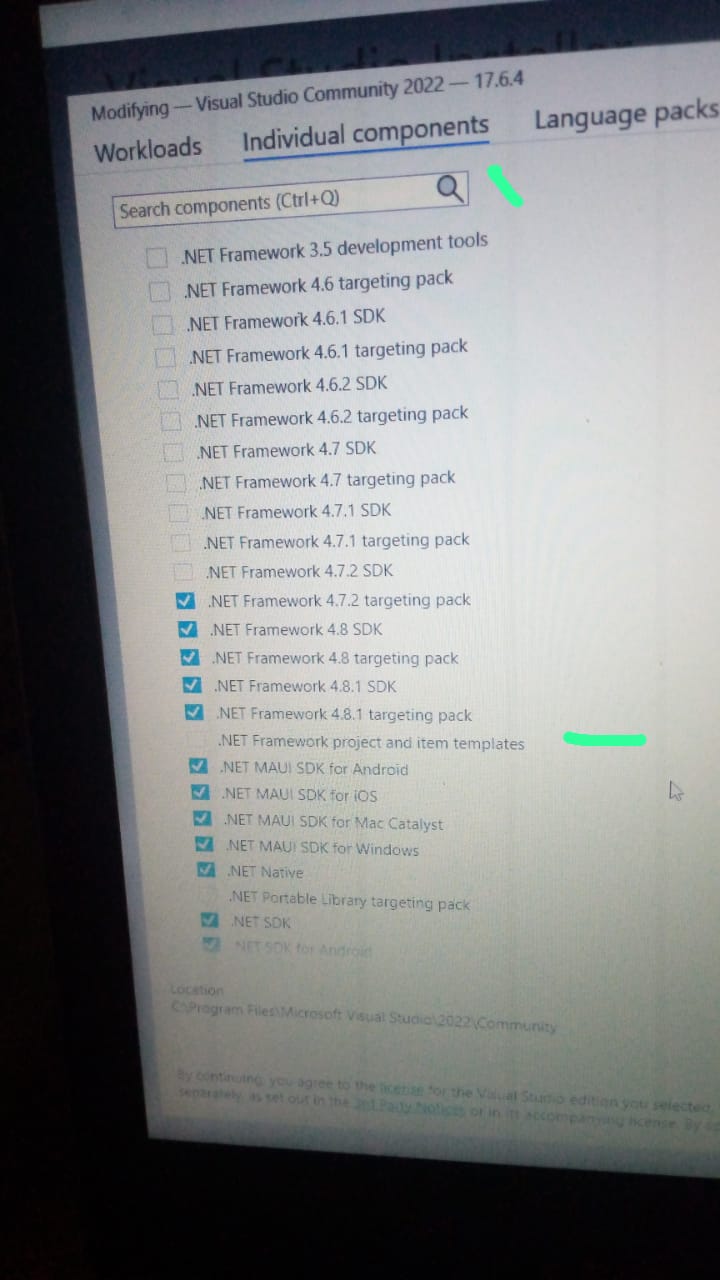 Visual Studio Installer
Modifying — Visual Studio Community 2022 — 17.6.4
Workloads Individual components Language packs
Search components (Ctrl+Q)
.NET Framework 3.5 development tools
.NET Framework 4.6 targeting pack
.NET Framework 4.6.1 SDK
.NET Framework 4.6.1 targeting pack
.NET Framework 4.6.2 SDK
.NET Framework 4.6.2 targeting pack
.NET Framework 4.7 SDK
.NET Framework 4.7 targeting pack
.NET Framework 4.7.1 SDK
.NET Framework 4.7.1 targeting pack
.NET Framework 4.7.2 SDK
.NET Framework 4.7.2 targeting pack
.NET Framework 4.8 SDK
.NET Framework 4.8 targeting pack
.NET Framework 4.8.1 SDK
.NET Framework 4.8.1 targeting pack
.NET Framework project and item templates
.NET MAUI SDK for Android
.NET MAUI SDK for iOS
.NET MAUI SDK for Mac Catalyst
.NET MAUI SDK for Windows
.NET Native
.NET Portable Library targeting pack
.NET SDK
.NET SDK for Android
Location
C:\Program Files\Microsoft Visual Studio\2022\Community
By continuing, you agree to the license for the Visual Studio edition you selected.
separately, as set out in the 3rd Party Notices or in its accompanying license. By